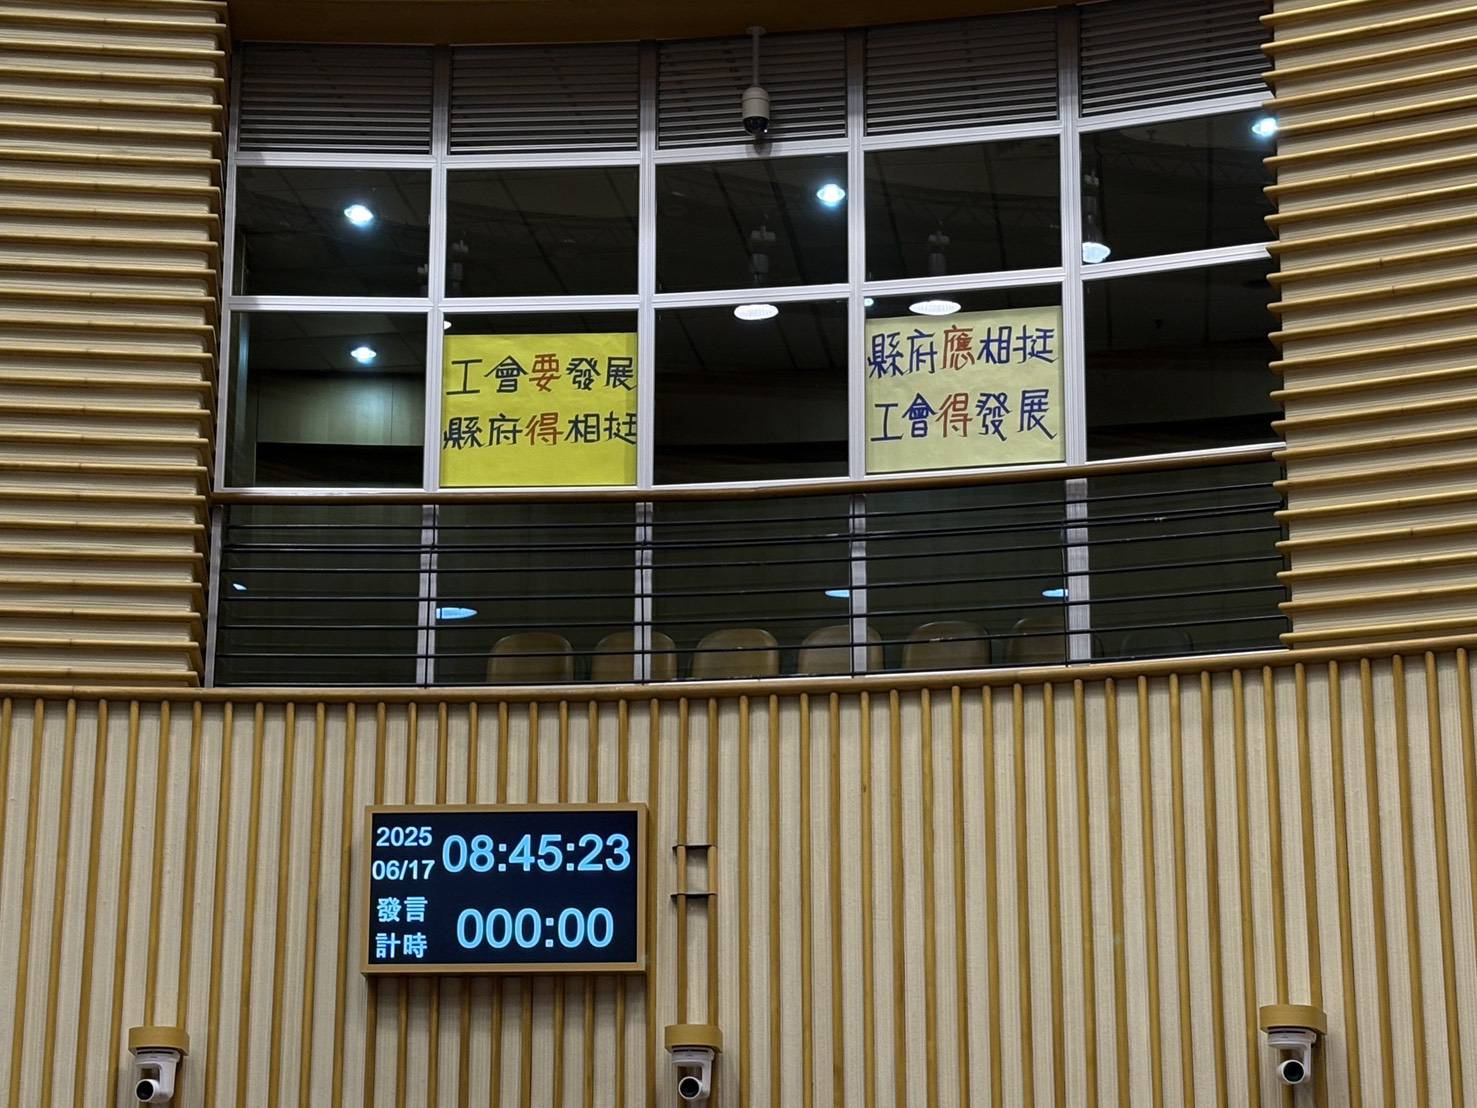 工會要發展
縣府得相挺
縣府應相挺
工會得發展
2025
06/17
08:45:23
發言
計時
000:00